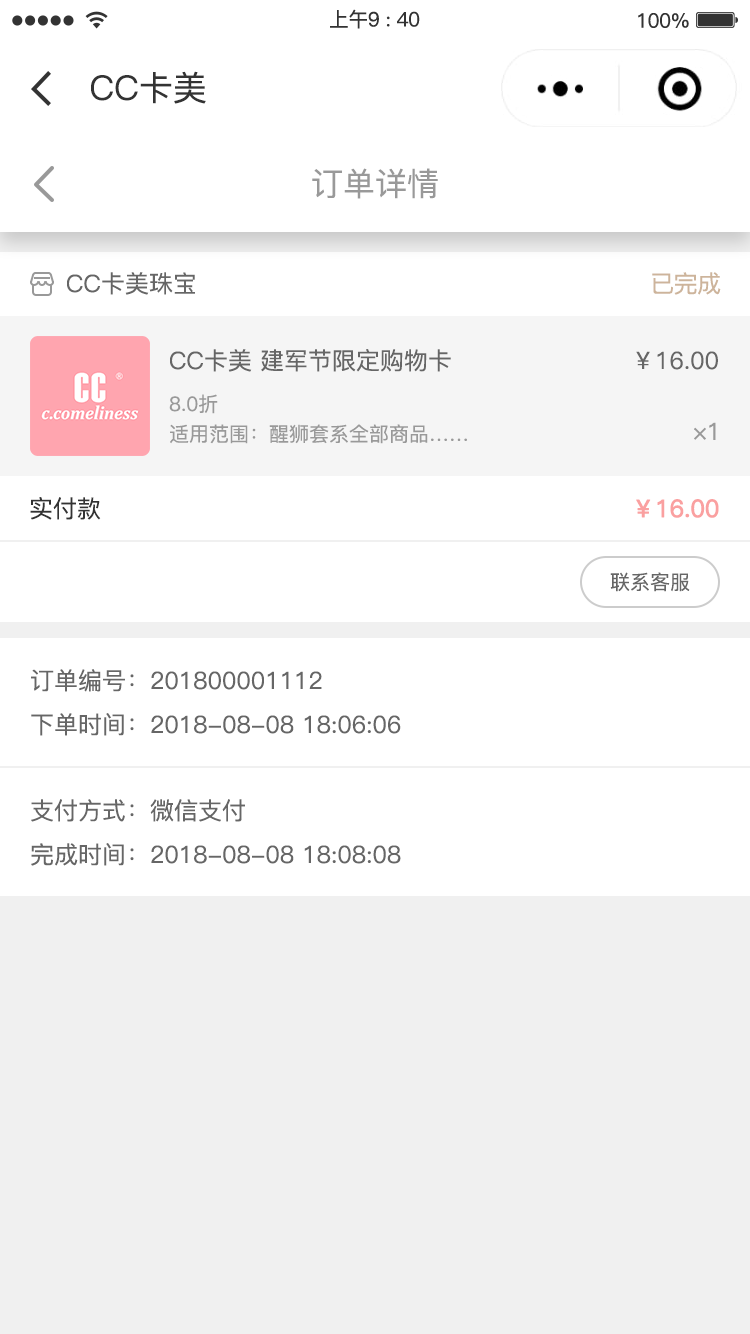 上午9 : 40
100%
CC卡美
订单详情
CC卡美珠宝
已完成
CC®
c.comeliness
CC卡美 建军节限定购物卡
¥ 16.00
8.0折
适用范围：醒狮套系全部商品……
×1
实付款
¥ 16.00
联系客服
订单编号：201800001112
下单时间：2018–08–08 18:06:06
支付方式：微信支付
完成时间：2018–08–08 18:08:08